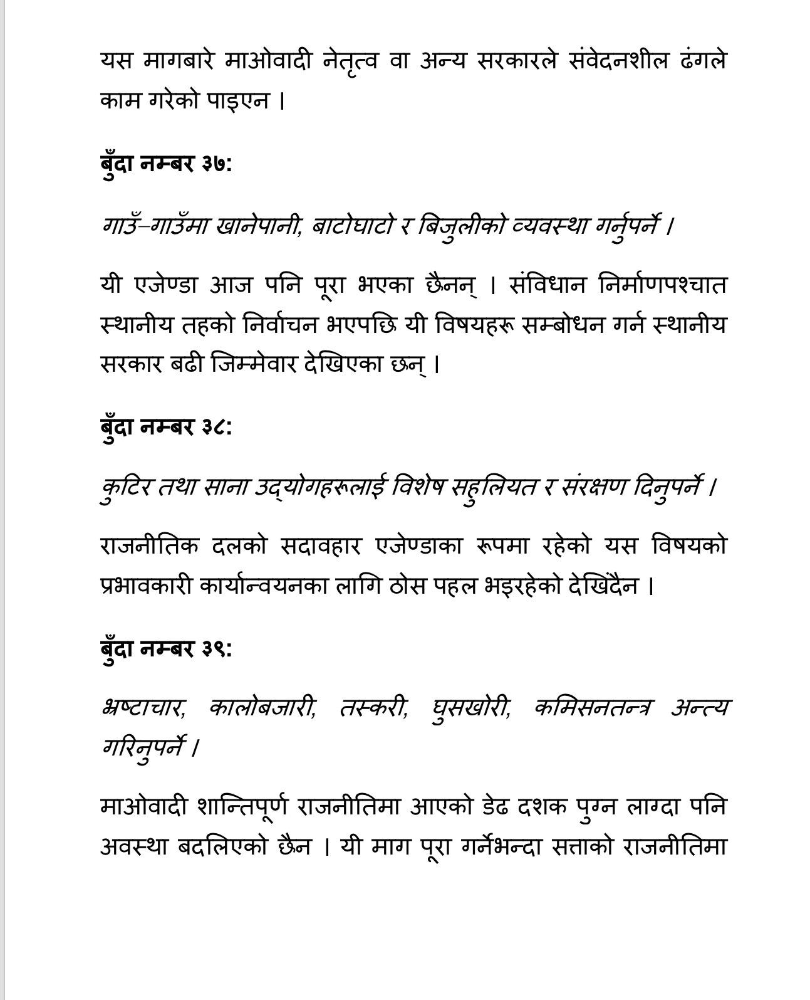 यस मागबारे माओवादी नेतृत्व वा अन्य सरकारले संवेदनशील ढंगले
काम गरेको पाइएन ।
बुँदा नम्बर ३७:
गाउँ–गाउँमा खानेपानी, बाटोघाटो र बिजुलीको व्यवस्था गर्नुपर्ने ।
यी एजेण्डा आज पनि पूरा भएका छैनन् । संविधान निर्माणपश्चात
स्थानीय तहको निर्वाचन भएपछि यी विषयहरू सम्बोधन गर्न स्थानीय
सरकार बढी जिम्मेवार देखिएका छन् ।
बुँदा नम्बर ३८:
कुटिर तथा साना उद्योगहरूलाई विशेष सहुलियत र संरक्षण दिनुपर्ने ।
राजनीतिक दलको सदावहार एजेण्डाका रूपमा रहेको यस विषयको
प्रभावकारी कार्यान्वयनका लागि ठोस पहल भइरहेको देखिंदैन ।
बुँदा नम्बर ३९:
भ्रष्टाचार, कालोबजारी, तस्करी, घुसखोरी, कमिसनतन्त्र अन्त्य
गरिनुपर्ने ।
माओवादी शान्तिपूर्ण राजनीतिमा आएको डेढ दशक पुग्न लाग्दा पनि
अवस्था बदलिएको छैन । यी माग पूरा गर्नेभन्दा सत्ताको राजनीतिमा